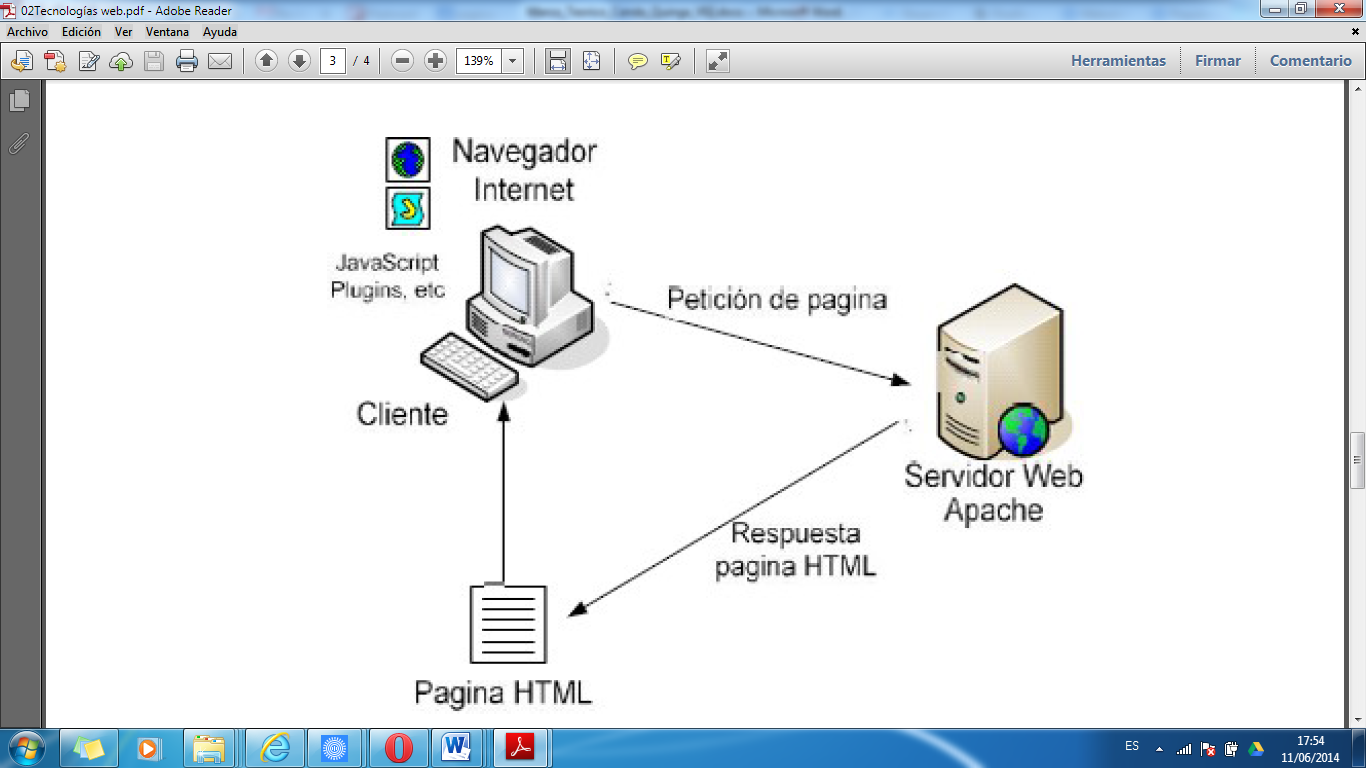 02Tecnologías web.pdf - Adobe Reader
Archivo Edición Ver Ventana Ayuda
3 / 4 139% Herramientas Firmar Comentario
Navegador
Internet
JavaScript
Plugins, etc
Petición de pagina
Cliente
Servidor Web
Apache
Respuesta
pagina HTML
Pagina HTML
ES 17:54
11/06/2014